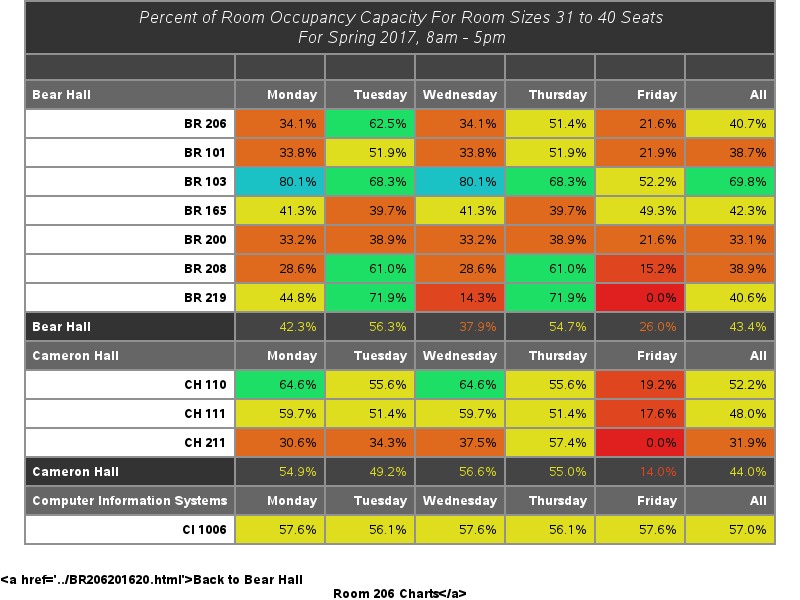 Percent of Room Occupancy Capacity For Room Sizes 31 to 40 Seats
For Spring 2017, 8am - 5pm
Bear Hall Monday Tuesday Wednesday Thursday Friday All
BR 206 34.1% 62.5% 34.1% 51.4% 21.6% 40.7%
BR 101 33.8% 51.9% 33.8% 51.9% 21.9% 38.7%
BR 103 80.1% 68.3% 80.1% 68.3% 52.2% 69.8%
BR 165 41.3% 39.7% 41.3% 39.7% 49.3% 42.3%
BR 200 33.2% 38.9% 33.2% 38.9% 21.6% 33.1%
BR 208 28.6% 61.0% 28.6% 61.0% 15.2% 38.9%
BR 219 44.8% 71.9% 14.3% 71.9% 0.0% 40.6%
Bear Hall 42.3% 56.3% 37.9% 54.7% 26.0% 43.4%
Cameron Hall Monday Tuesday Wednesday Thursday Friday All
CH 110 64.6% 55.6% 64.6% 55.6% 19.2% 52.2%
CH 111 59.7% 51.4% 59.7% 51.4% 17.6% 48.0%
CH 211 30.6% 34.3% 37.5% 57.4% 0.0% 31.9%
Cameron Hall 54.9% 49.2% 56.6% 55.0% 14.0% 44.0%
Computer Information Systems Monday Tuesday Wednesday Thursday Friday All
CI 1006 57.6% 56.1% 57.6% 56.1% 57.6% 57.0%
<a href='../BR206201620.html'>Back to Bear Hall
Room 206 Charts</a>